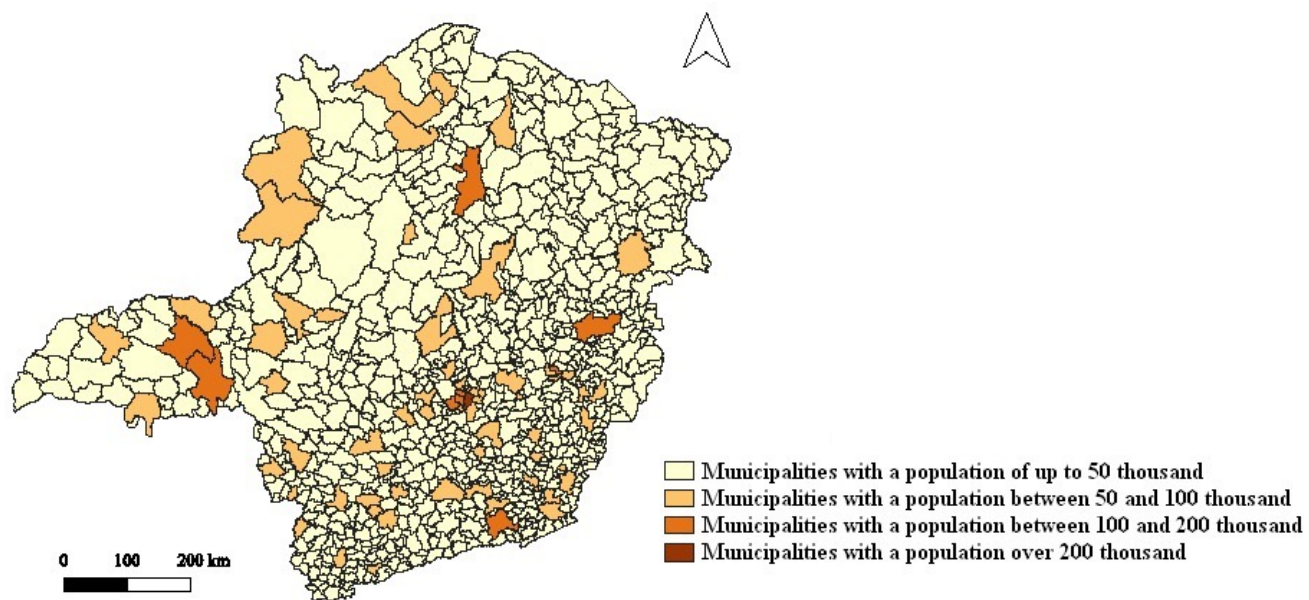 Municipalities with a population of up to 50 thousand
Municipalities with a population between 50 and 100 thousand
Municipalities with a population between 100 and 200 thousand
Municipalities with a population over 200 thousand
0 100 200 km